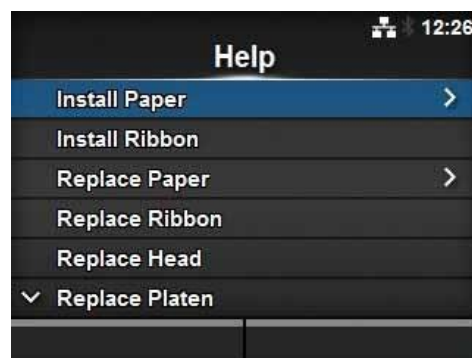 12:26
Help
Install Paper
Install Ribbon
Replace Paper
Replace Ribbon
Replace Head
Replace Platen